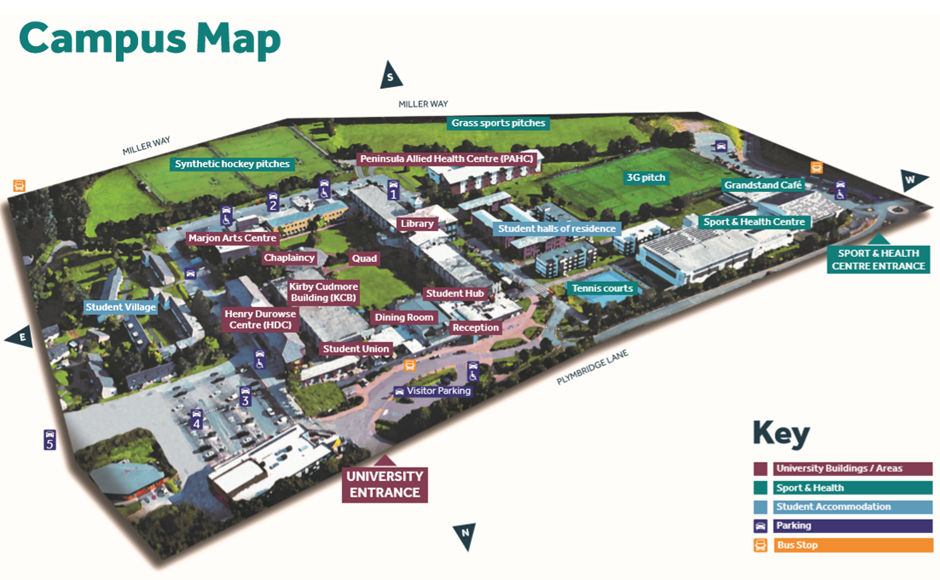 Campus Map
S
MILLER WAY
MILLER WAY
Grass sports pitches
Synthetic hockey pitches
Peninsula Allied Health Centre (PAHC)
3G pitch
Grandstand Café
W
1
2
Library
Sport & Health Centre
Student halls of residence
Marjon Arts Centre
Chaplaincy
Quad
SPORT & HEALTH
CENTRE ENTRANCE
Kirby Cudmore
Building (KCB)
Student Hub
Tennis courts
Student Village
Henry Durowse
Centre (HDC)
Dining Room
Reception
E
Student Union
PLYMBRIDGE LANE
Visitor Parking
3
4
5
UNIVERSITY
ENTRANCE
N
Key
University Buildings / Areas
Sport & Health
Student Accommodation
Parking
Bus Stop